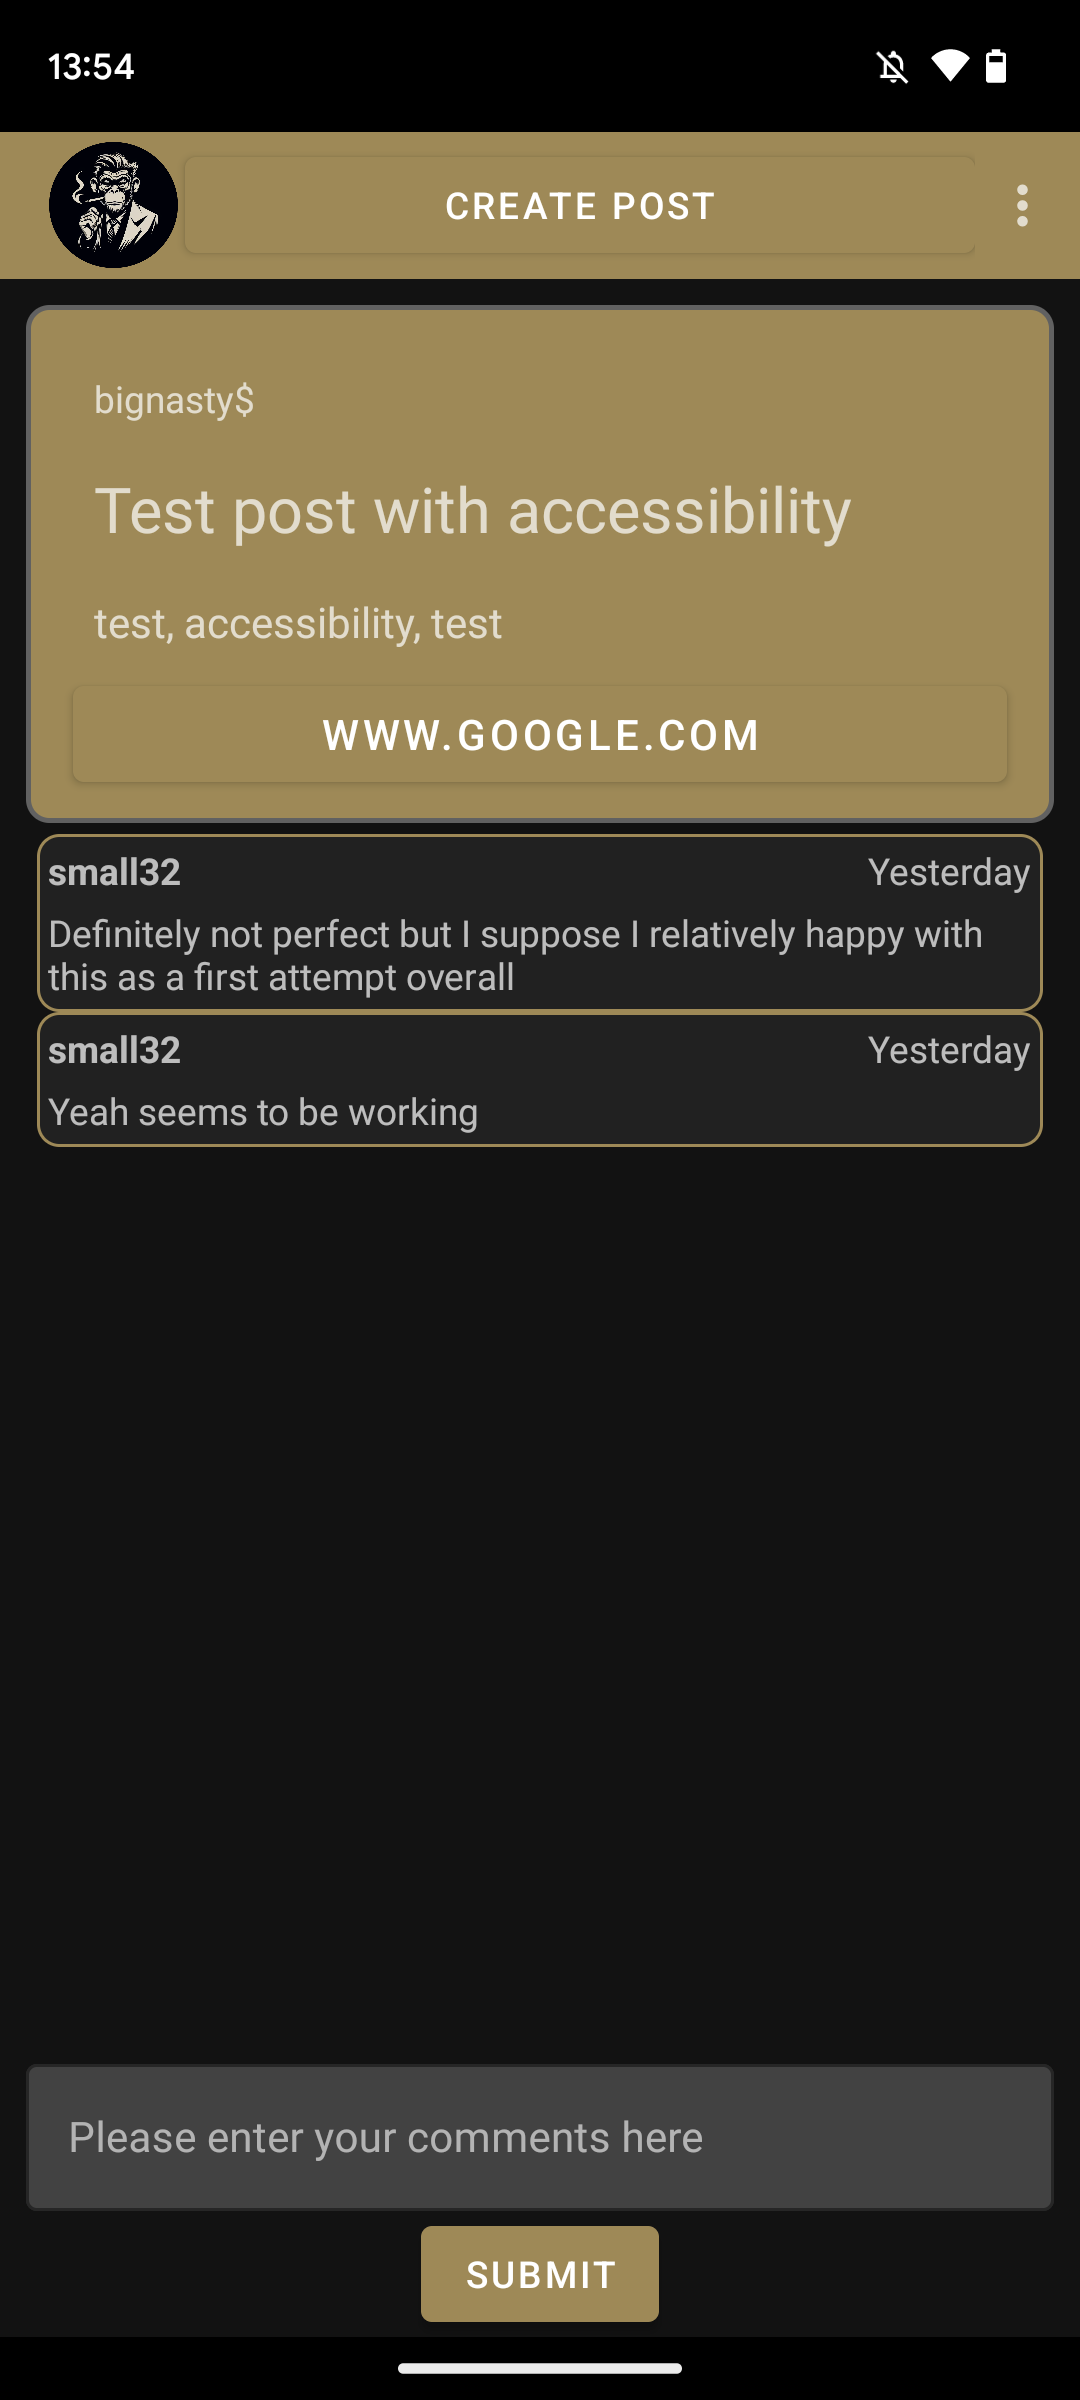 13:54
CREATE POST
bignasty$
Test post with accessibility
test, accessibility, test
WWW.GOOGLE.COM
small32 Yesterday
Definitely not perfect but I suppose I relatively happy with
this as a first attempt overall
small32 Yesterday
Yeah seems to be working
Please enter your comments here
SUBMIT